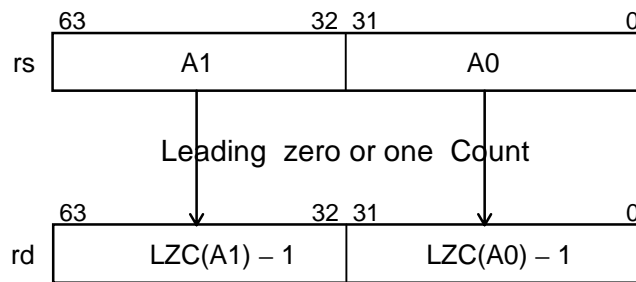 63 32 31 0
rs A1 A0
Leading zero or one Count
63 32 31 0
rd LZC(A1) – 1 LZC(A0) – 1